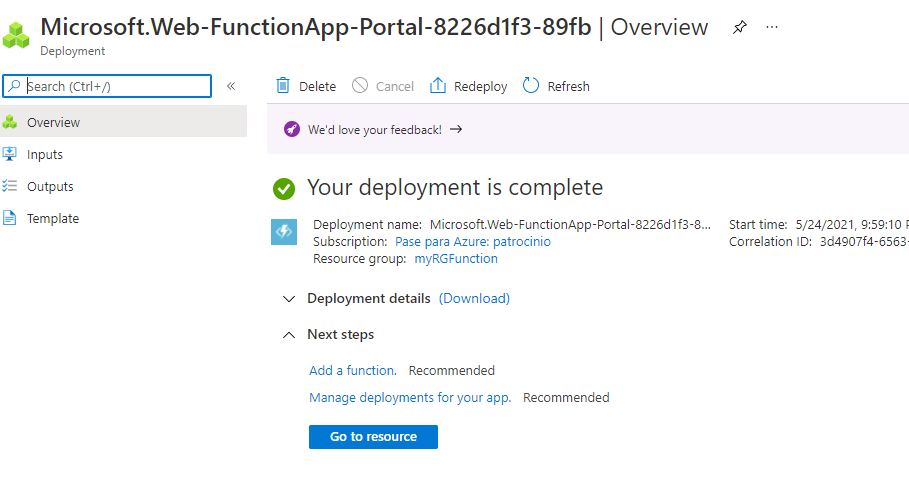 Microsoft.Web-FunctionApp-Portal-8226d1f3-89fb | Overview
Deployment
Search (Ctrl+/)
Overview
Inputs
Outputs
Template
Delete Cancel Redeploy Refresh
We'd love your feedback!
Your deployment is complete
Deployment name: Microsoft.Web-FunctionApp-Portal-8226d1f3-8... Start time: 5/24/2021, 9:59:10
Subscription: Pase para Azure: patrocinio Correlation ID: 3d4907f4-6563-
Resource group: myRGFunction
Deployment details (Download)
Next steps
Add a function. Recommended
Manage deployments for your app. Recommended
Go to resource